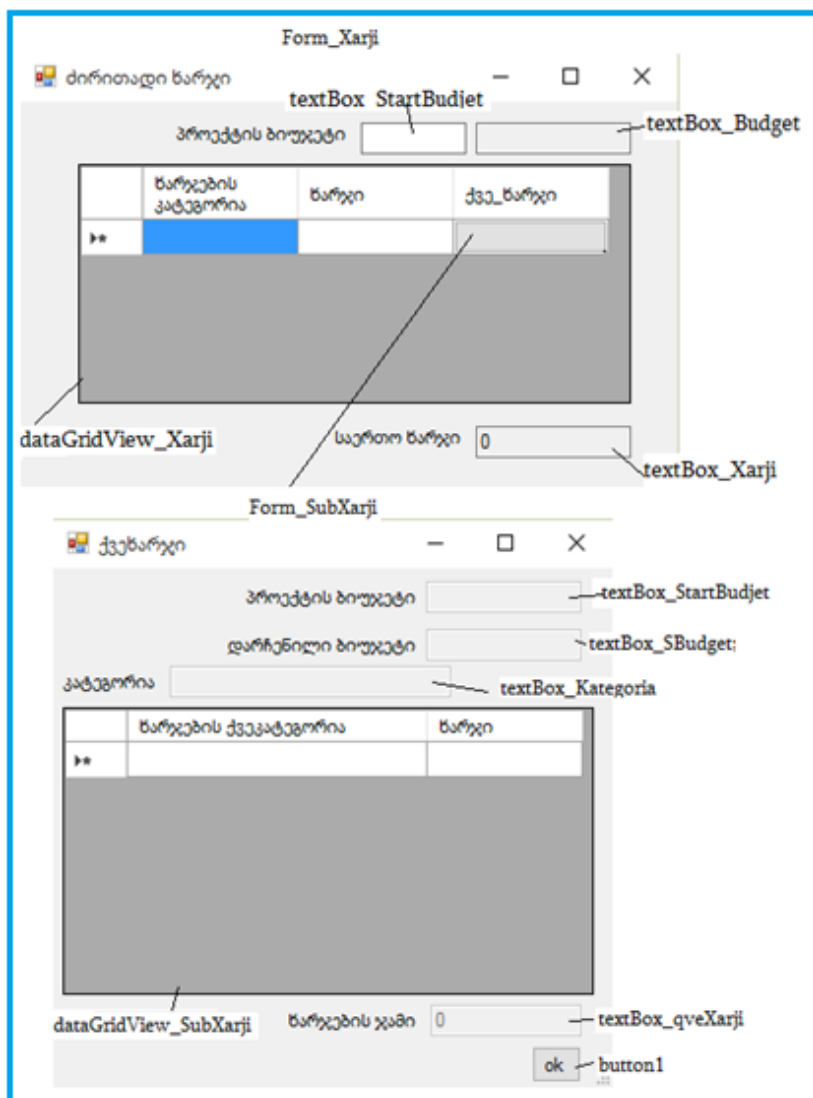 Form_Xarji
ძირითადი ხარჯი
textBox_StartBudjet
პროექტის ბიუჯეტი
textBox_Budget
ხარჯების კატეგორია
ხარჯი
ქვე_ხარჯი
dataGridView_Xarji
საერთო ხარჯი
0
textBox_Xarji
Form_SubXarji
ქვეხარჯი
პროექტის ბიუჯეტი
textBox_StartBudjet
დარჩენილი ბიუჯეტი
textBox_SBudget;
კატეგორია
textBox_Kategoria
ხარჯების ქვეკატეგორია
ხარჯი
dataGridView_SubXarji
ხარჯების ჯამი
0
textBox_qveXarji
ok
button1